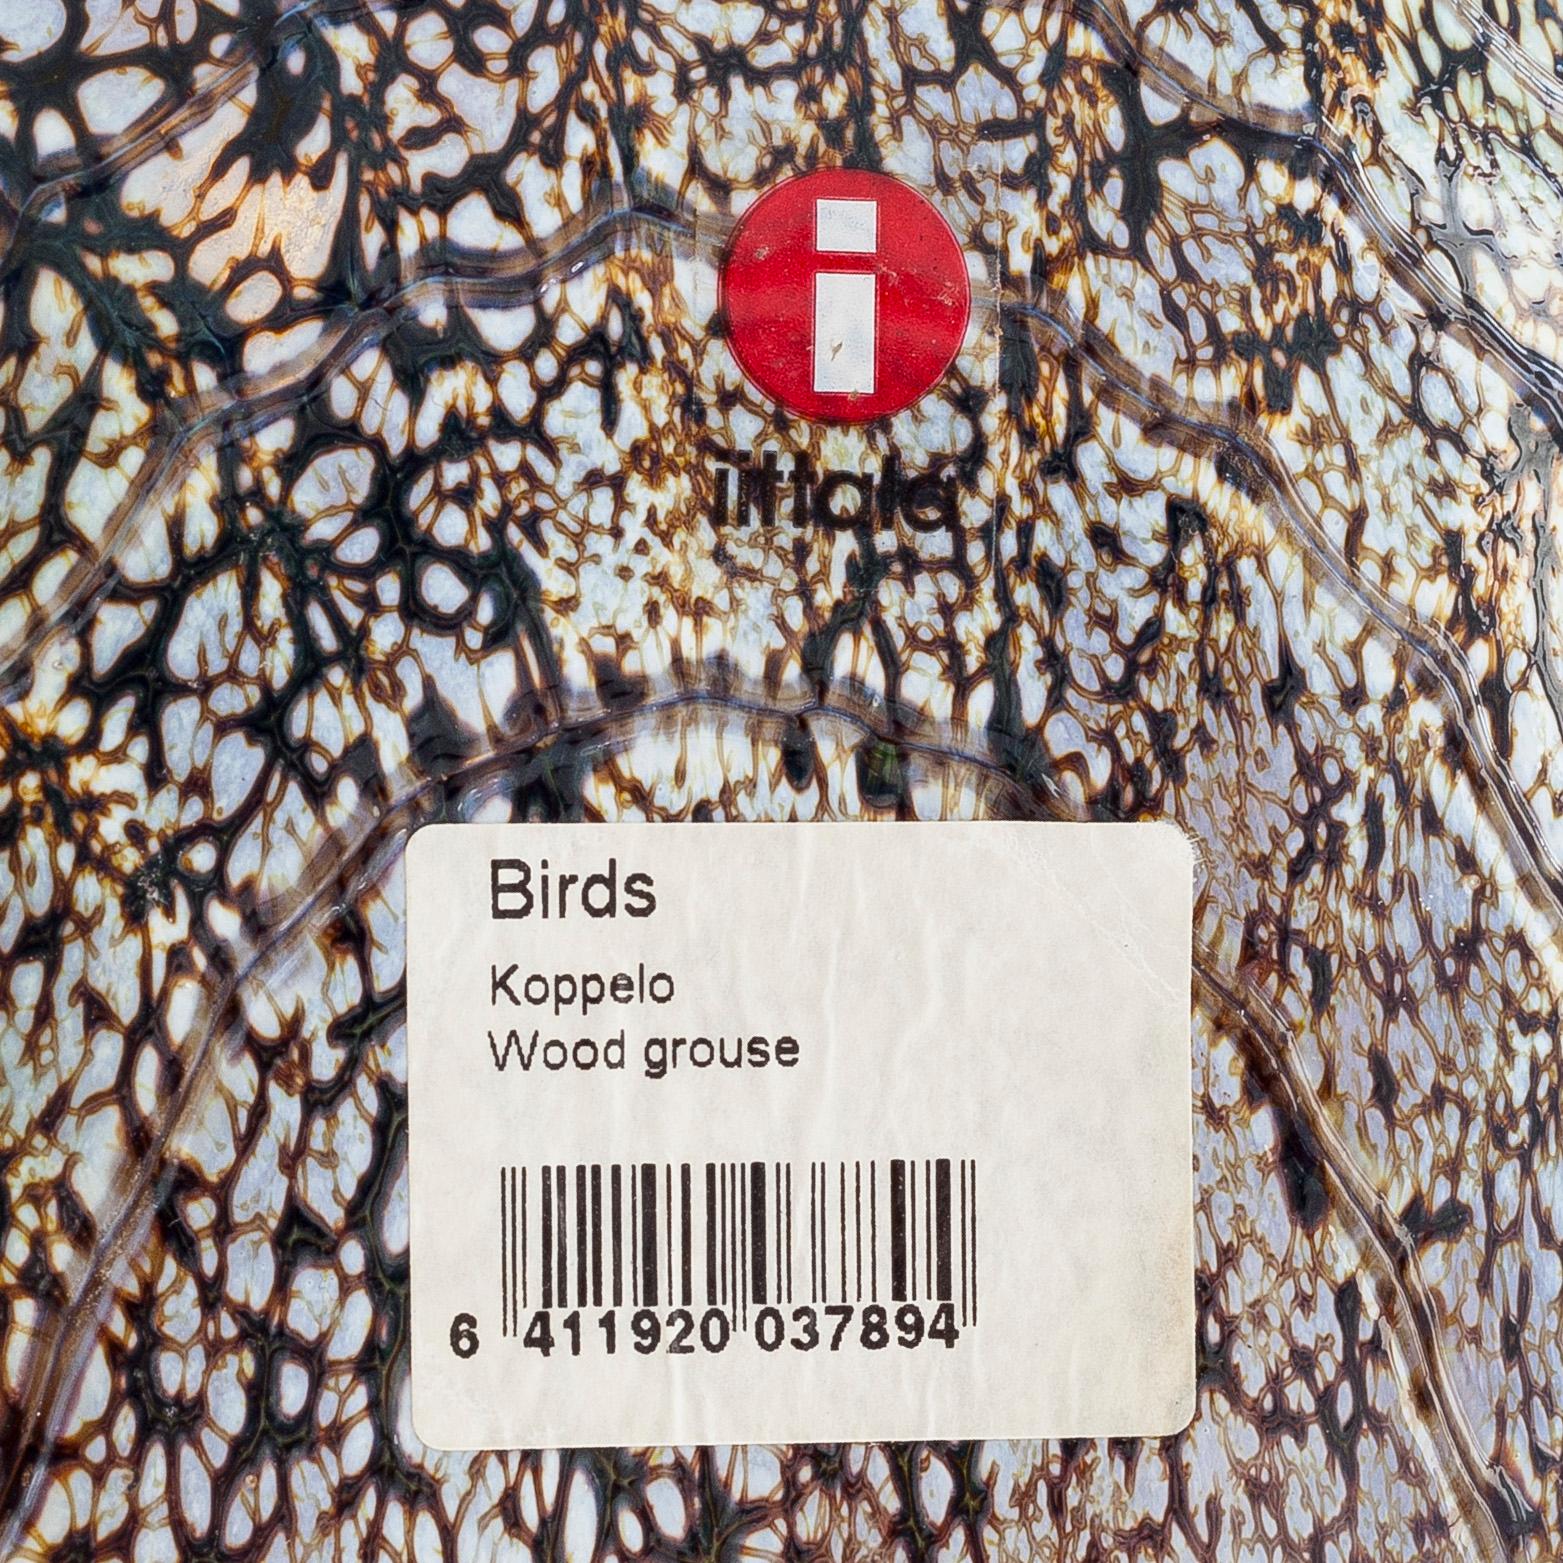 i
iittala
Birds
Koppelo
Wood grouse
6 411920 037894